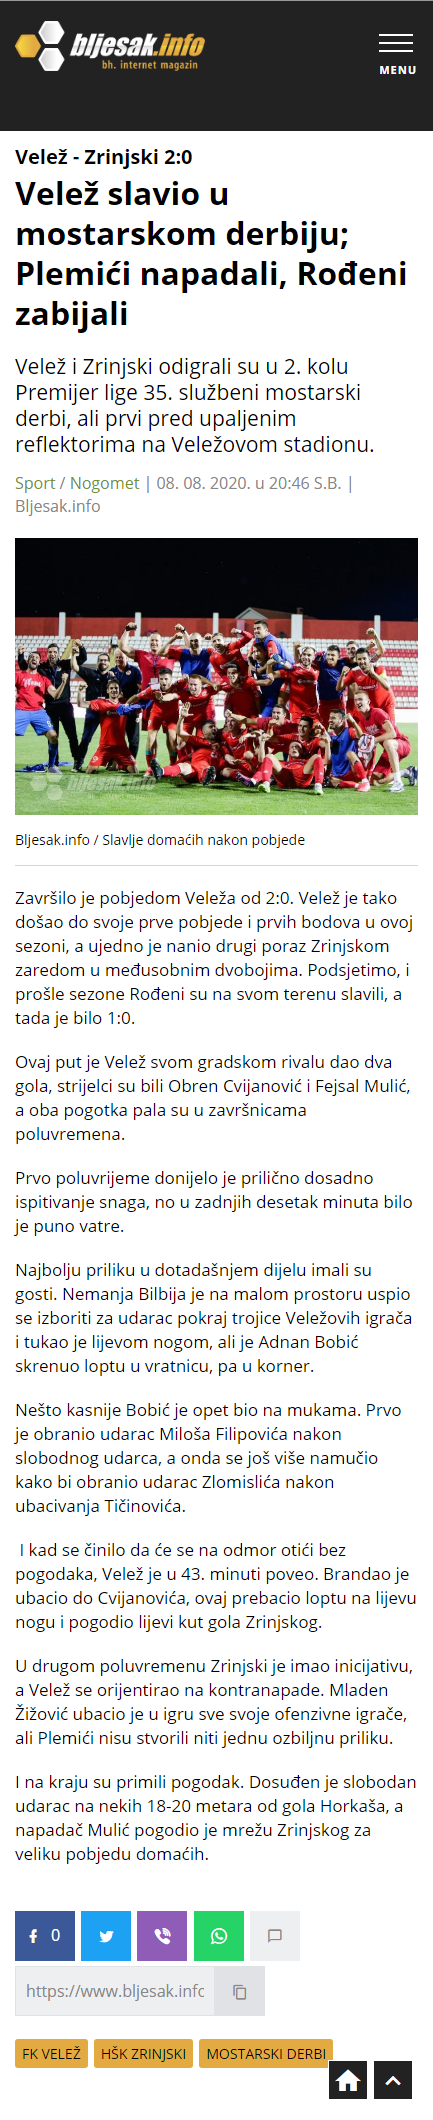 bljesak.info
bh. internet magazin
MENU
Velež - Zrinjski 2:0
Velež slavio u
mostarskom derbiju;
Plemići napadali, Rođeni
zabijali
Velež i Zrinjski odigrali su u 2. kolu
Premijer lige 35. službeni mostarski
derbi, ali prvi pred upaljenim
reflektorima na Veležovom stadionu.
Sport / Nogomet | 08. 08. 2020. u 20:46 S.B. |
Bljesak.info
bljesak.info
bh. internet magazin
Bljesak.info / Slavlje domaćih nakon pobjede
Završilo je pobjedom Veleža od 2:0. Velež je tako
došao do svoje prve pobjede i prvih bodova u ovoj
sezoni, a ujedno je nanio drugi poraz Zrinjskom
zaredom u međusobnim dvobojima. Podsjetimo, i
prošle sezone Rođeni su na svom terenu slavili, a
tada je bilo 1:0.
Ovaj put je Velež svom gradskom rivalu dao dva
gola, strijelci su bili Obren Cvijanović i Fejsal Mulić,
a oba pogotka pala su u završnicama
poluvremena.
Prvo poluvrijeme donijelo je prilično dosadno
ispitivanje snaga, no u zadnjih desetak minuta bilo
je puno vatre.
Najbolju priliku u dotadašnjem dijelu imali su
gosti. Nemanja Bilbija je na malom prostoru uspio
se izboriti za udarac pokraj trojice Veležovih igrača
i tukao je lijevom nogom, ali je Adnan Bobić
skrenuo loptu u vratnicu, pa u korner.
Nešto kasnije Bobić je opet bio na mukama. Prvo
je obranio udarac Miloša Filipovića nakon
slobodnog udarca, a onda se još više namučio
kako bi obranio udarac Zlomislića nakon
ubacivanja Tičinovića.
I kad se činilo da će se na odmor otići bez
pogodaka, Velež je u 43. minuti poveo. Brandao je
ubacio do Cvijanovića, ovaj prebacio loptu na lijevu
nogu i pogodio lijevi kut gola Zrinjskog.
U drugom poluvremenu Zrinjski je imao inicijativu,
a Velež se orijentirao na kontranapade. Mladen
Žižović ubacio je u igru sve svoje ofenzivne igrače,
ali Plemići nisu stvorili niti jednu ozbiljnu priliku.
I na kraju su primili pogodak. Dosuđen je slobodan
udarac na nekih 18-20 metara od gola Horkaša, a
napadač Mulić pogodio je mrežu Zrinjskog za
veliku pobjedu domaćih.
0
https://www.bljesak.info
FK VELEŽ HŠK ZRINJSKI MOSTARSKI DERBI